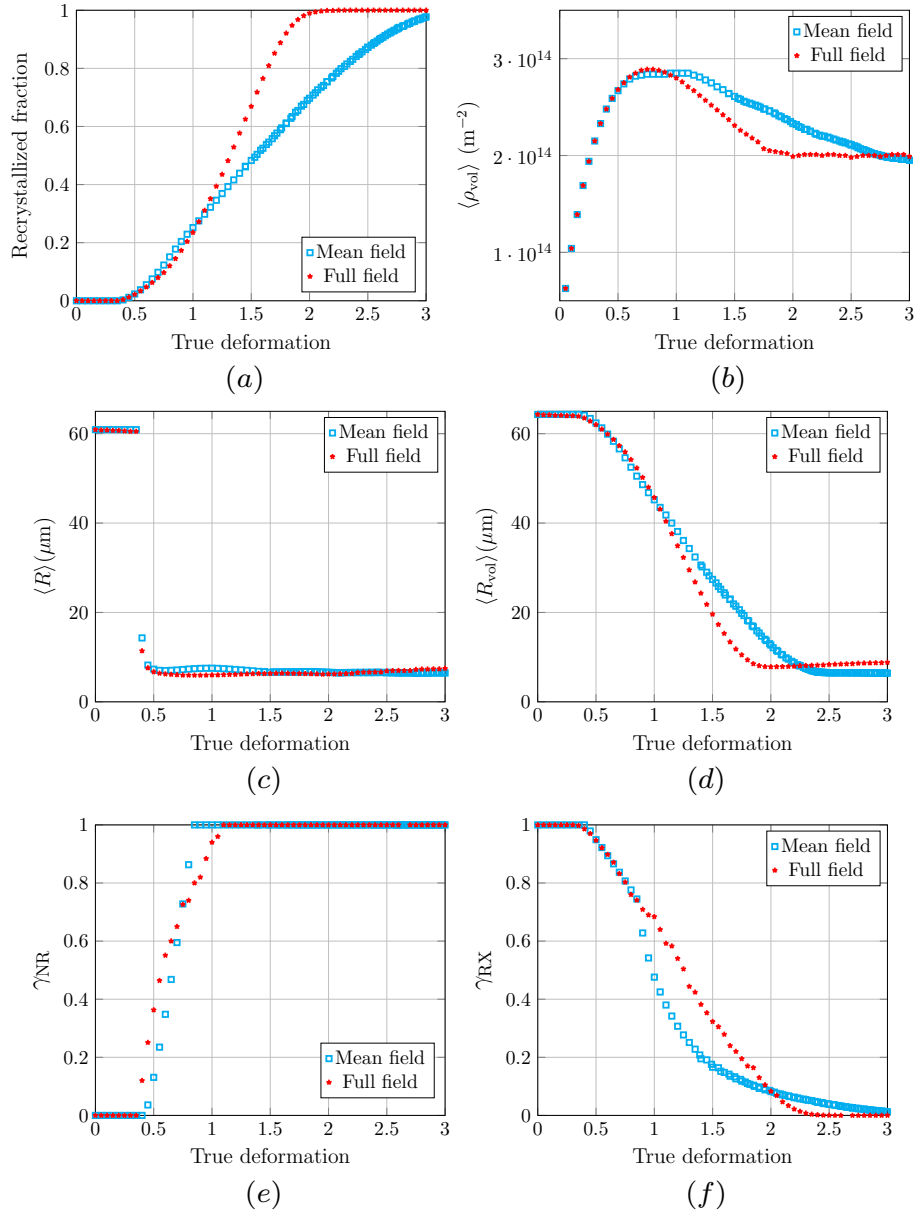 1
0.8
0.6
0.4
0.2
0
0 0.5 1 1.5 2 2.5 3
Recrystallized fraction
True deformation
Mean field
Full field
(a)
3 · 10^14
2 · 10^14
1 · 10^14
0 0.5 1 1.5 2 2.5 3
⟨ρ_vol⟩ (m^−2)
True deformation
Mean field
Full field
(b)
60
40
20
0
0 0.5 1 1.5 2 2.5 3
⟨R⟩(μm)
True deformation
Mean field
Full field
(c)
60
40
20
0
0 0.5 1 1.5 2 2.5 3
⟨R_vol⟩(μm)
True deformation
Mean field
Full field
(d)
1
0.8
0.6
0.4
0.2
0
0 0.5 1 1.5 2 2.5 3
γ_NR
True deformation
Mean field
Full field
(e)
1
0.8
0.6
0.4
0.2
0
0 0.5 1 1.5 2 2.5 3
γ_RX
True deformation
Mean field
Full field
(f)